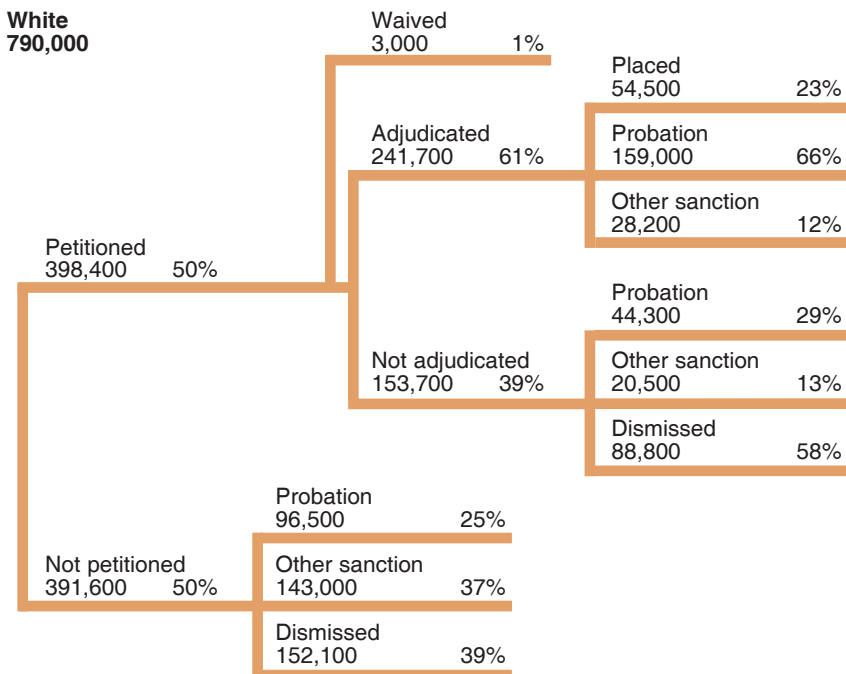 White
790,000
Waived
3,000 1%
Placed
54,500 23%
Adjudicated
241,700 61%
Probation
159,000 66%
Other sanction
28,200 12%
Petitioned
398,400 50%
Probation
44,300 29%
Not adjudicated
153,700 39%
Other sanction
20,500 13%
Dismissed
88,800 58%
Probation
96,500 25%
Not petitioned
391,600 50%
Other sanction
143,000 37%
Dismissed
152,100 39%